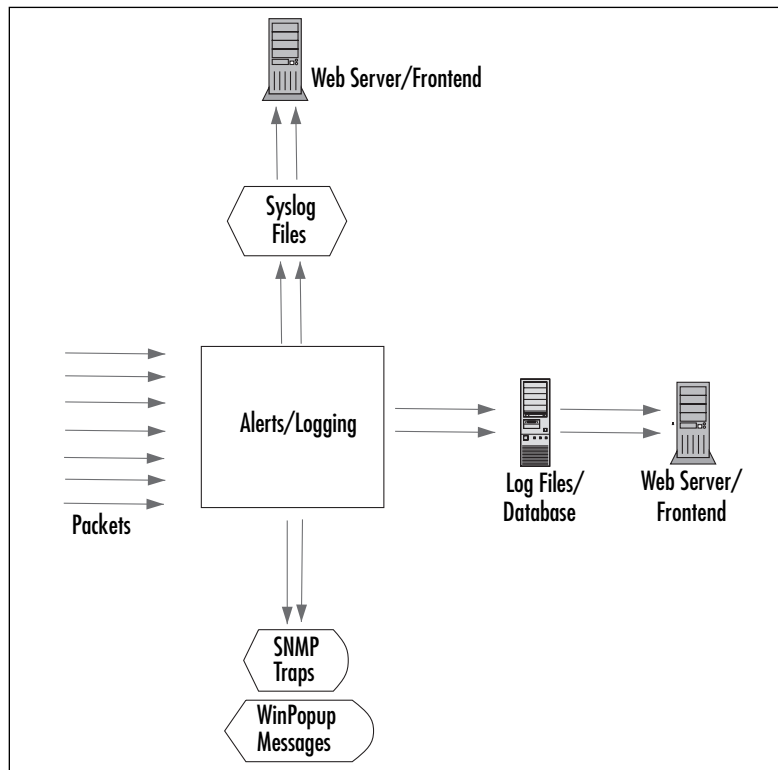 Web Server/Frontend
Syslog
Files
Alerts/Logging
Packets
Log Files/
Database
Web Server/
Frontend
SNMP
Traps
WinPopup
Messages